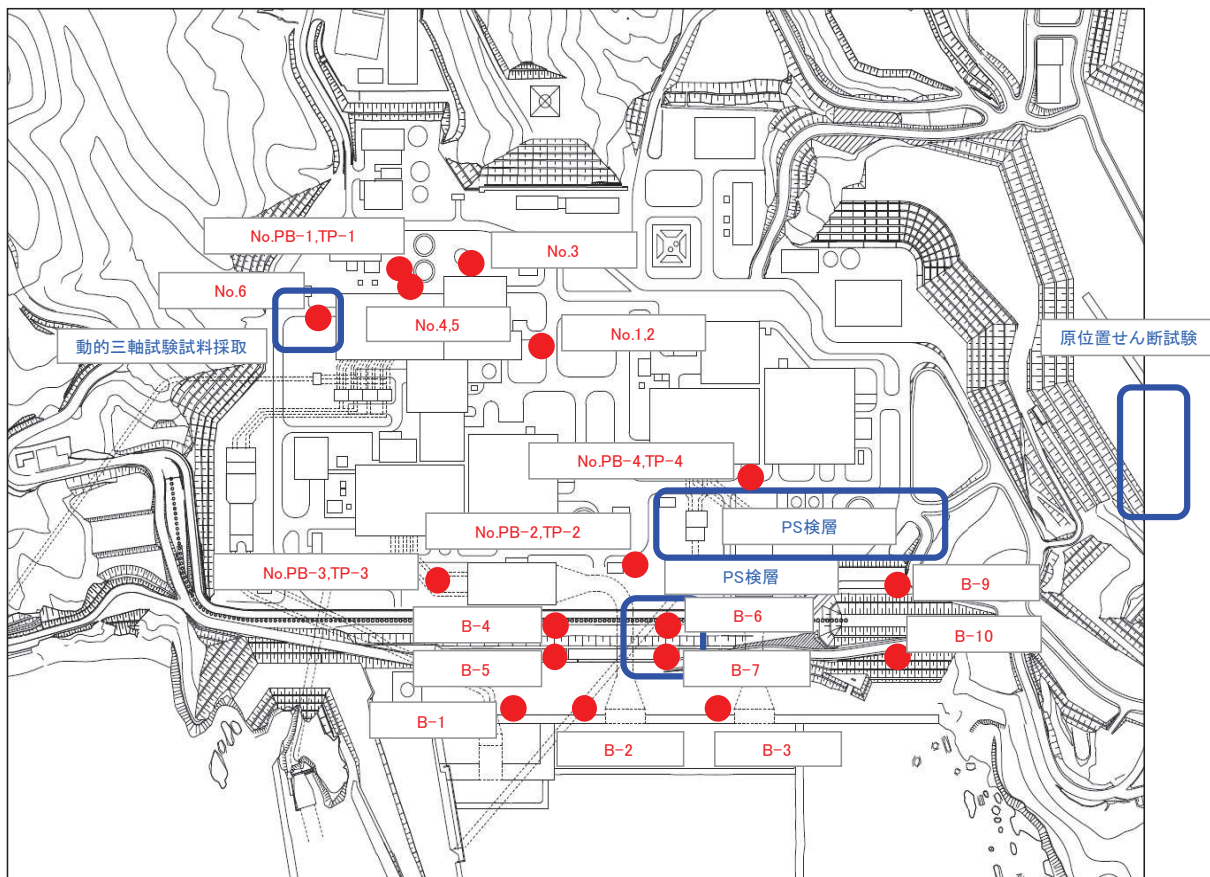 No.PB-1,TP-1
No.3
No.6
No.4,5
No.1,2
動的三軸試験試料採取
原位置せん断試験
No.PB-4,TP-4
No.PB-2,TP-2
PS検層
No.PB-3,TP-3
PS検層
B-9
B-4
B-6
B-5
B-7
B-10
B-1
B-2
B-3